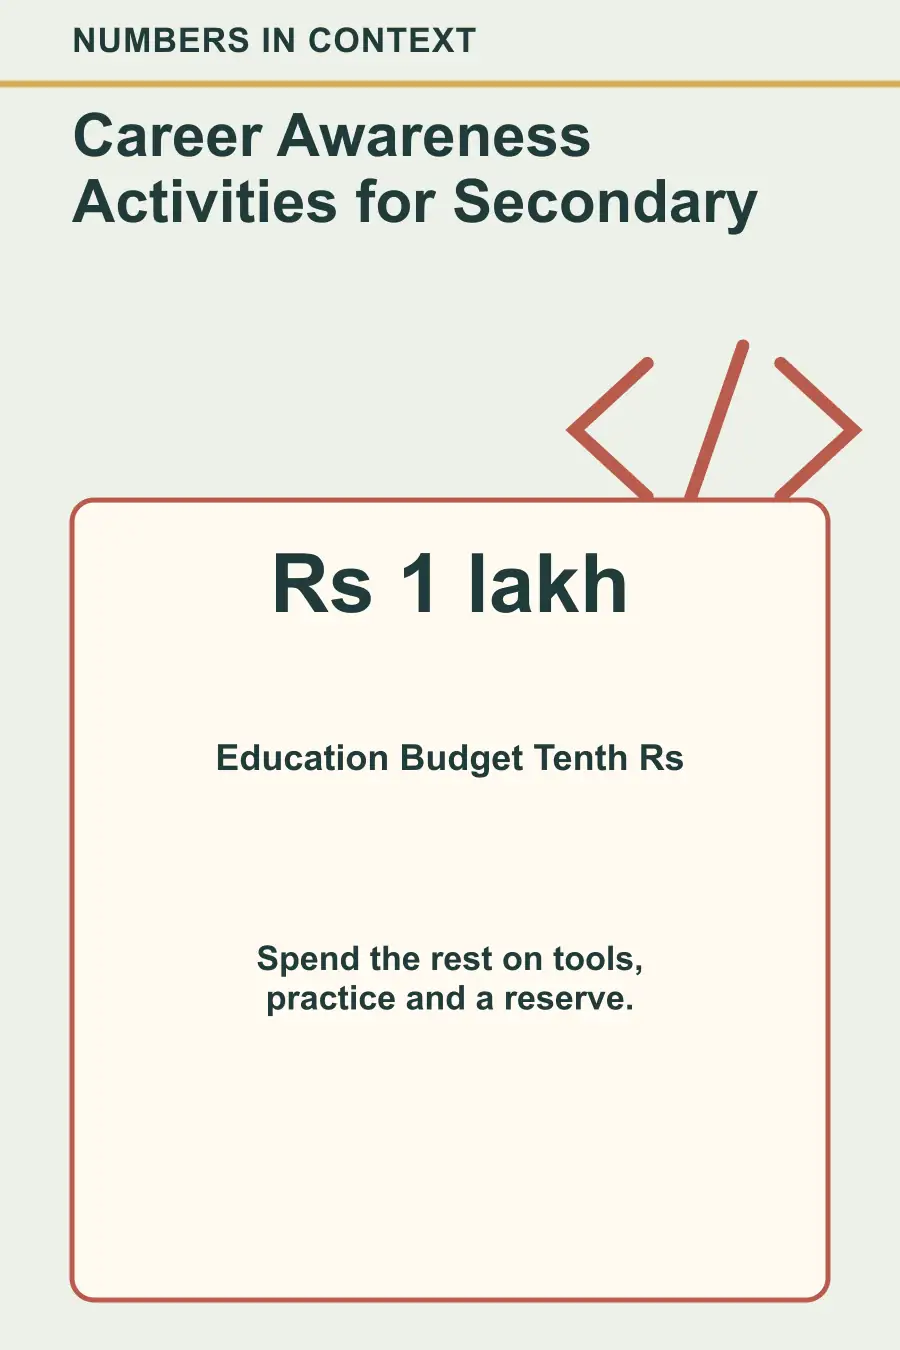 NUMBERS IN CONTEXT
Career Awareness
Activities for Secondary
Rs 1 lakh
Education Budget Tenth Rs
Spend the rest on tools,
practice and a reserve.